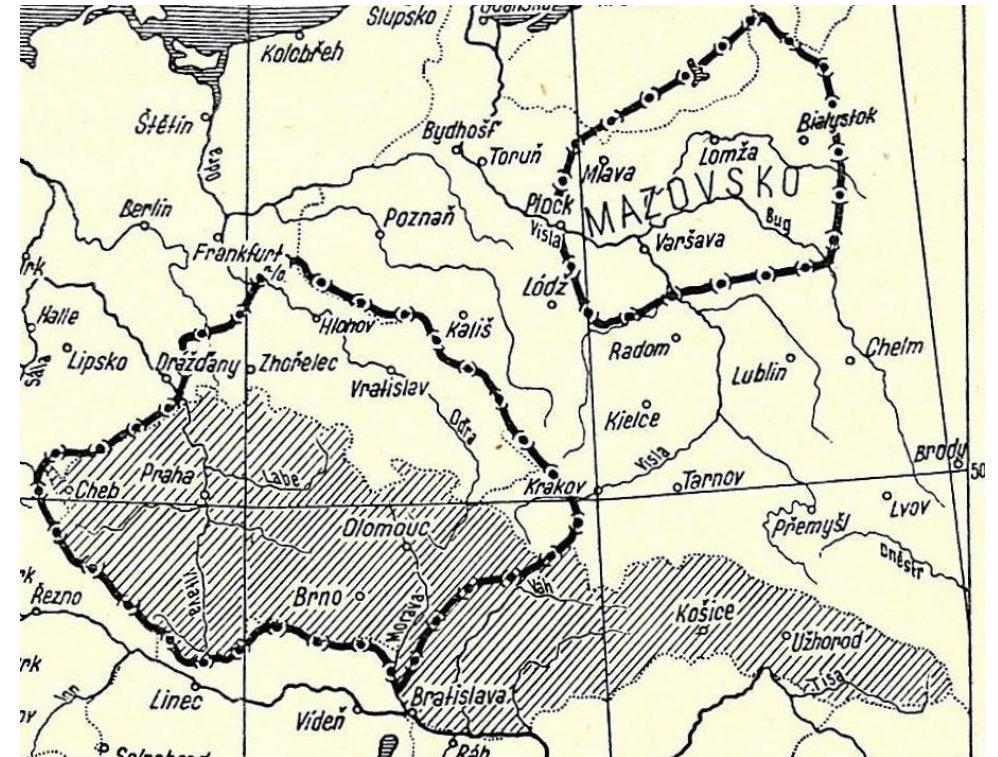 Slupsko
Kolobřeh
Štětín
Odra
Bydhošť
Toruň
Mlava
Lomža
Bialystok
MAZOVSKO
Plock
Visla
Bug
Varšava
Berlín
Poznaň
Frankfurt
n/o.
Lódź
Hlohov
Kališ
Halle
Lipsko
Sála
Drážďany
Zhořelec
Vratislav
Odra
Radom
Lublin
Chelm
Kielce
Visla
Brody
50
Praha
Labe
Cheb
Krakov
Tarnov
Lvov
Přemyšl
Dněstr
Olomouc
Vltava
Brno
Morava
Váh
Košice
Užhorod
Tisa
Řezno
Linec
Vídeň
Bratislava
Inn
Ráb